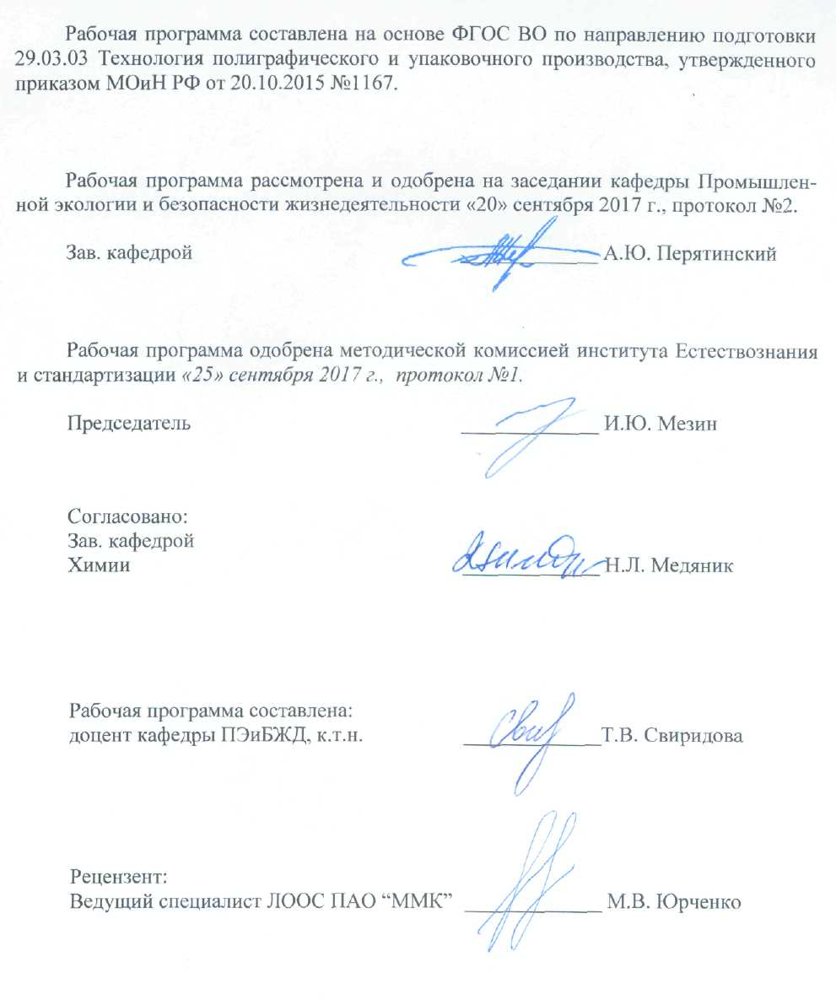 Рабочая программа составлена на основе ФГОС ВО по направлению подготовки
29.03.03 Технология полиграфического и упаковочного производства, утвержденного
приказом МОиН РФ от 20.10.2015 №1167.
Рабочая программа рассмотрена и одобрена на заседании кафедры Промышлен-
ной экологии и безопасности жизнедеятельности «20» сентября 2017 г., протокол №2.
Зав. кафедрой А.Ю. Перятинский
Рабочая программа одобрена методической комиссией института Естествознания
и стандартизации «25» сентября 2017 г., протокол №1.
Председатель И.Ю. Мезин
Согласовано:
Зав. кафедрой
Химии Н.Л. Медяник
Рабочая программа составлена:
доцент кафедры ПЭиБЖД, к.т.н. Т.В. Свиридова
Рецензент:
Ведущий специалист ЛООС ПАО “ММК” М.В. Юрченко